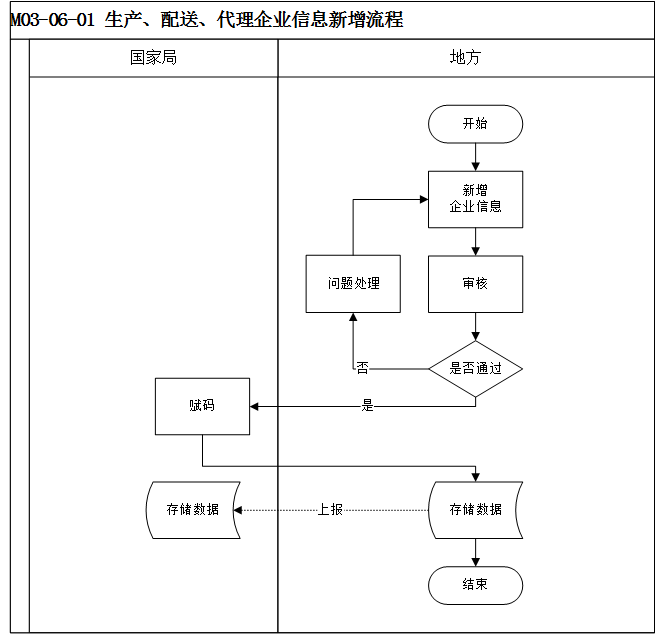 M03-06-01 生产、配送、代理企业信息新增流程
国家局
地方
开始
新增
企业信息
问题处理
审核
否
是否通过
赋码
是
存储数据
上报
存储数据
结束